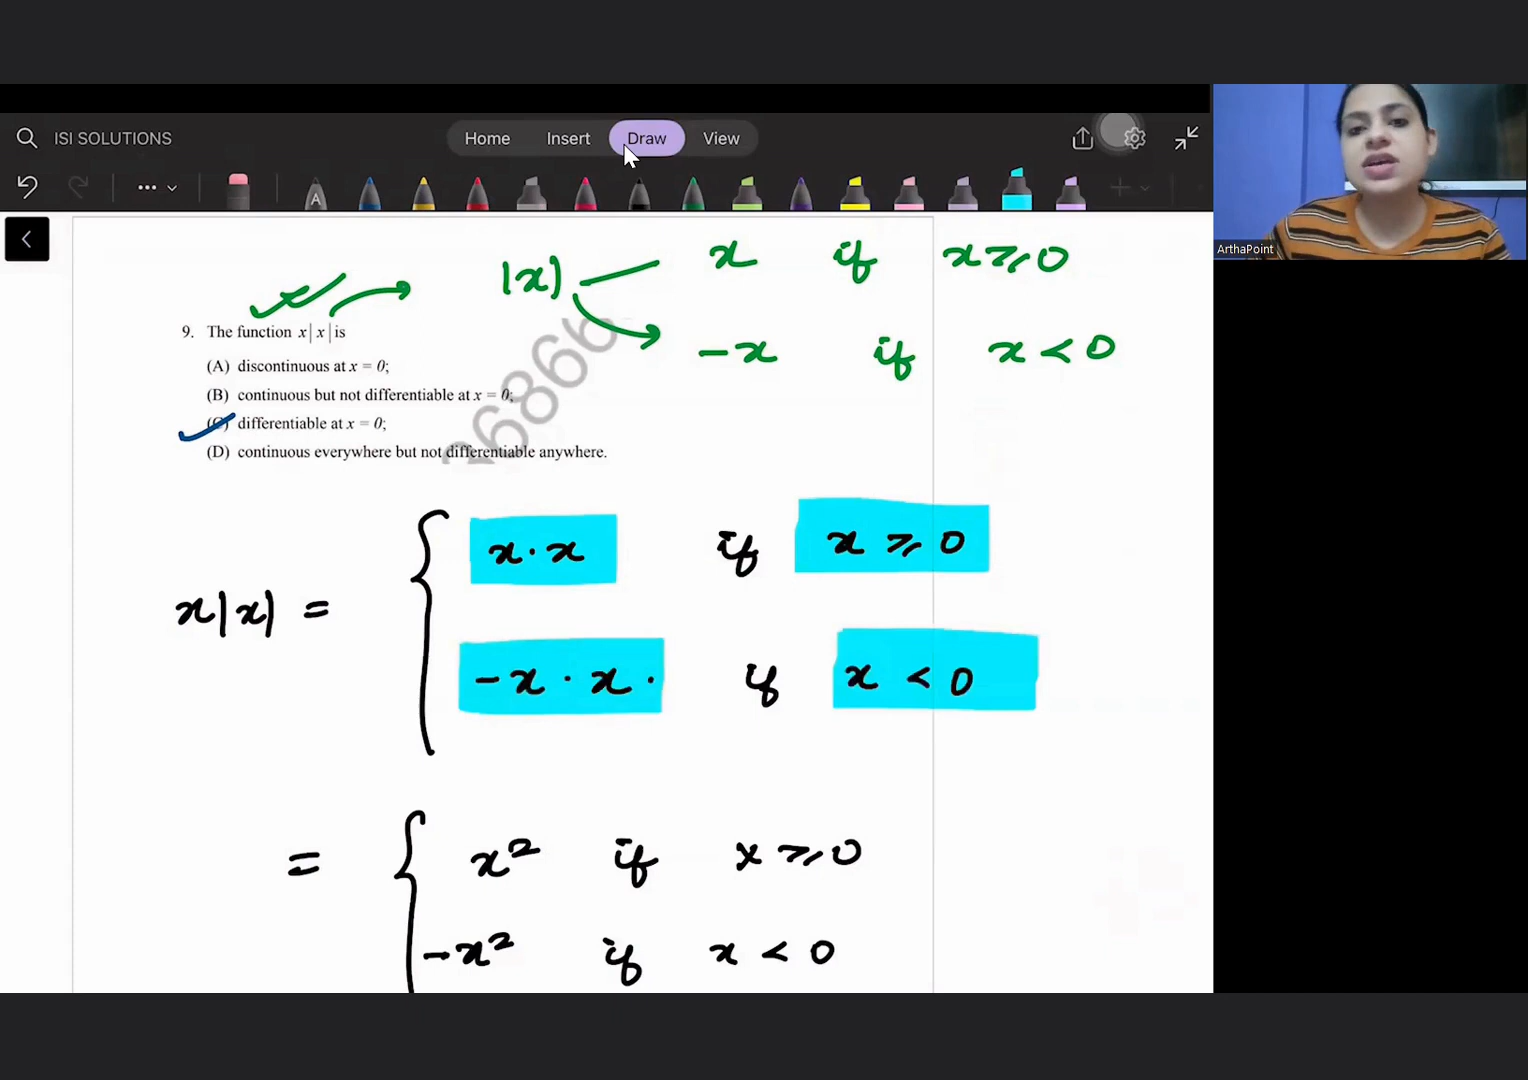 ISI SOLUTIONS
Home Insert Draw View
A
ArthaPoint
|x| x if x ≥ 0
-x if x < 0
9. The function x|x| is
(A) discontinuous at x = 0;
(B) continuous but not differentiable at x = 0;
(C) differentiable at x = 0;
(D) continuous everywhere but not differentiable anywhere.
x|x| = { x · x if x ≥ 0
-x · x · if x < 0
= { x² if x ≥ 0
-x² if x < 0